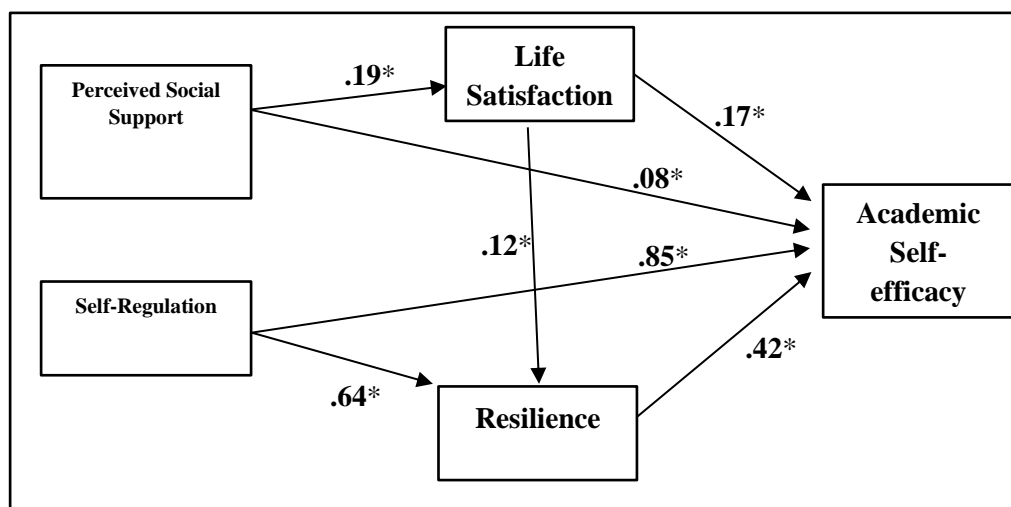 Life
Satisfaction
Perceived Social
Support
.19*
.17*
.08*
Academic
Self-
efficacy
.12*
.85*
Self-Regulation
.42*
.64*
Resilience